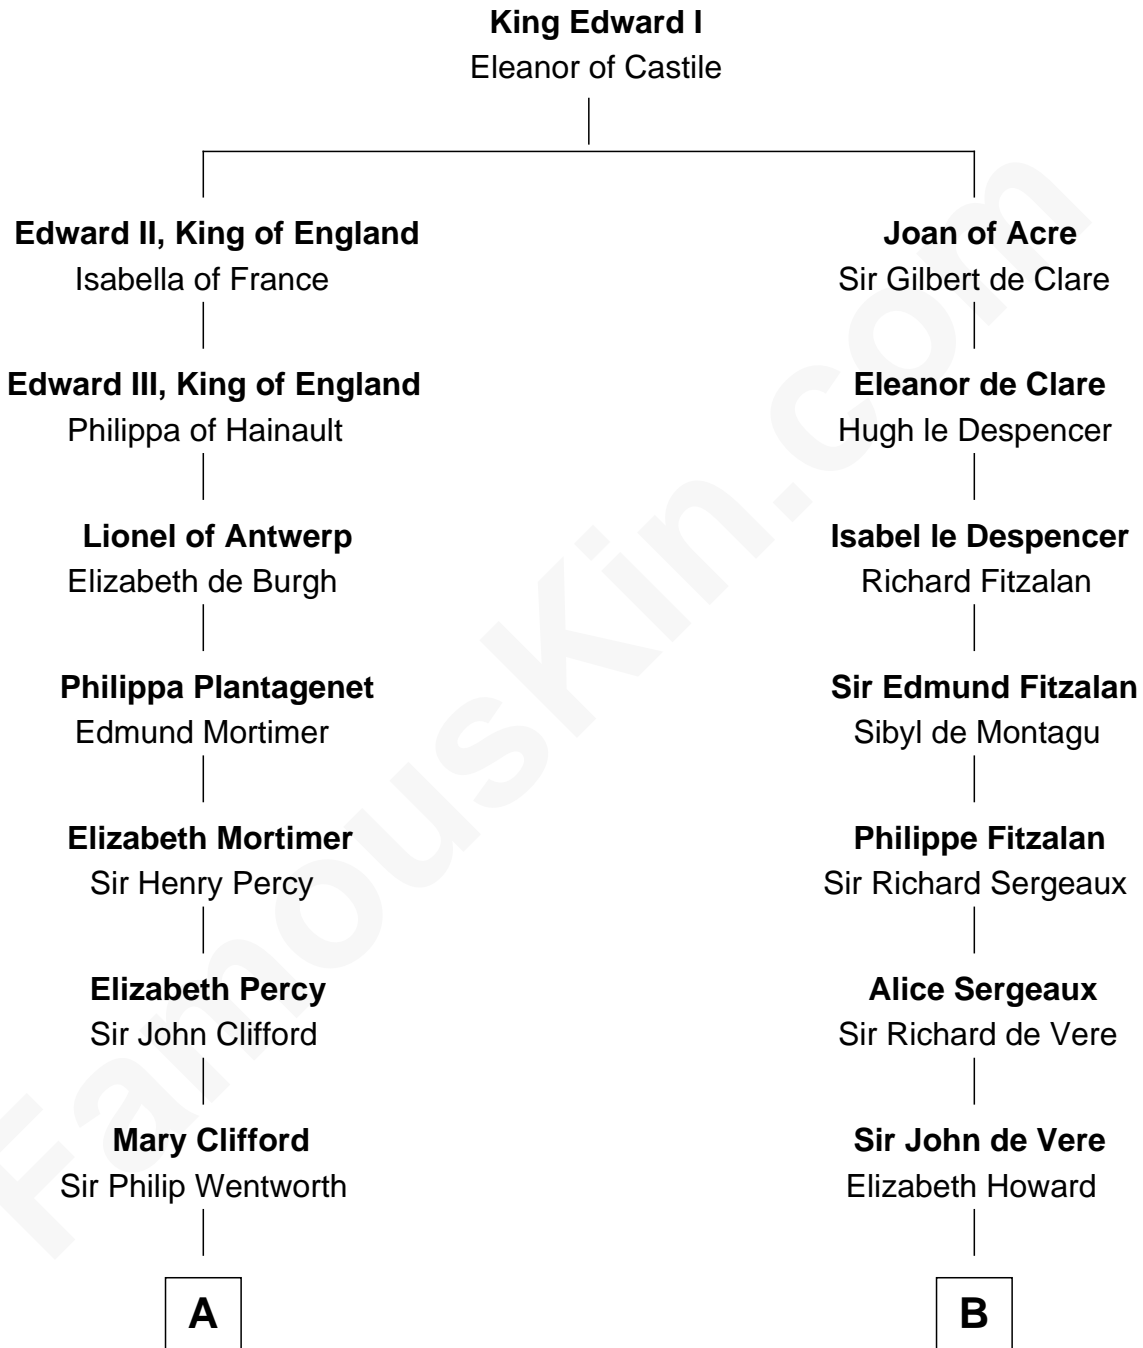 King Edward I
Eleanor of Castile
Edward II, King of England
Isabella of France
Joan of Acre
Sir Gilbert de Clare
Edward III, King of England
Philippa of Hainault
Eleanor de Clare
Hugh le Despencer
Lionel of Antwerp
Elizabeth de Burgh
Isabel le Despencer
Richard Fitzalan
Philippa Plantagenet
Edmund Mortimer
Sir Edmund Fitzalan
Sibyl de Montagu
Elizabeth Mortimer
Sir Henry Percy
Philippe Fitzalan
Sir Richard Sergeaux
Elizabeth Percy
Sir John Clifford
Alice Sergeaux
Sir Richard de Vere
Mary Clifford
Sir Philip Wentworth
Sir John de Vere
Elizabeth Howard
A
B
FamousKin.com